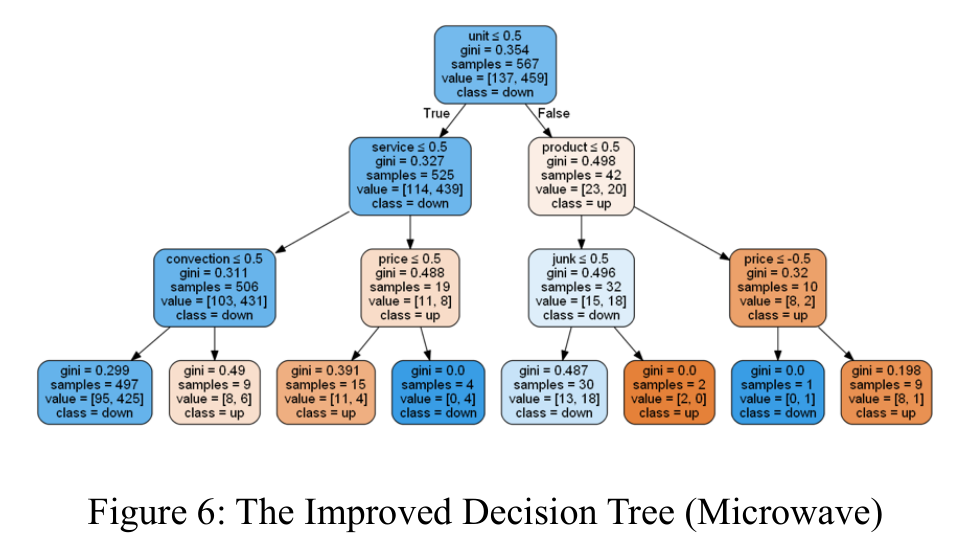 unit ≤ 0.5
gini = 0.354
samples = 567
value = [137, 459]
class = down
True
False
service ≤ 0.5
gini = 0.327
samples = 525
value = [114, 439]
class = down
product ≤ 0.5
gini = 0.498
samples = 42
value = [23, 20]
class = up
convection ≤ 0.5
gini = 0.311
samples = 506
value = [103, 431]
class = down
price ≤ 0.5
gini = 0.488
samples = 19
value = [11, 8]
class = up
junk ≤ 0.5
gini = 0.496
samples = 32
value = [15, 18]
class = down
price ≤ -0.5
gini = 0.32
samples = 10
value = [8, 2]
class = up
gini = 0.299
samples = 497
value = [95, 425]
class = down
gini = 0.49
samples = 9
value = [8, 6]
class = up
gini = 0.391
samples = 15
value = [11, 4]
class = up
gini = 0.0
samples = 4
value = [0, 4]
class = down
gini = 0.487
samples = 30
value = [13, 18]
class = down
gini = 0.0
samples = 2
value = [2, 0]
class = up
gini = 0.0
samples = 1
value = [0, 1]
class = down
gini = 0.198
samples = 9
value = [8, 1]
class = up
Figure 6: The Improved Decision Tree (Microwave)